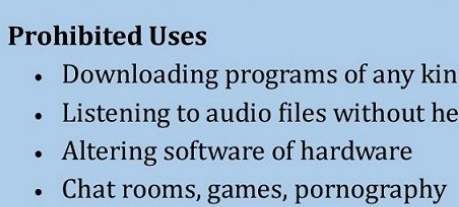 Prohibited Uses
• Downloading programs of any kin
• Listening to audio files without he
• Altering software of hardware
• Chat rooms, games, pornography